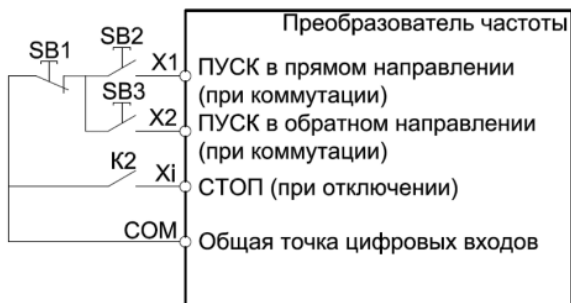 Преобразователь частоты
SB1
SB2
X1
ПУСК в прямом направлении
(при коммутации)
SB3
X2
ПУСК в обратном направлении
(при коммутации)
К2
Xi
СТОП (при отключении)
COM
Общая точка цифровых входов